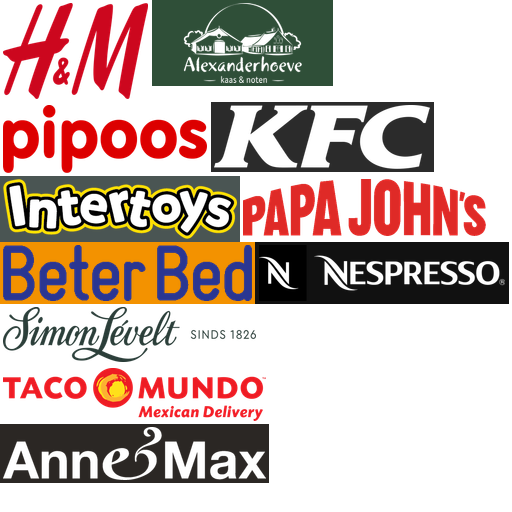 H&M
Alexanderhoeve
kaas & noten
pipoos
KFC
Intertoys
PAPA JOHN'S
Beter Bed
N NESPRESSO®
Simon Lévelt SINDS 1826
TACO MUNDO
Mexican Delivery
Anne&Max